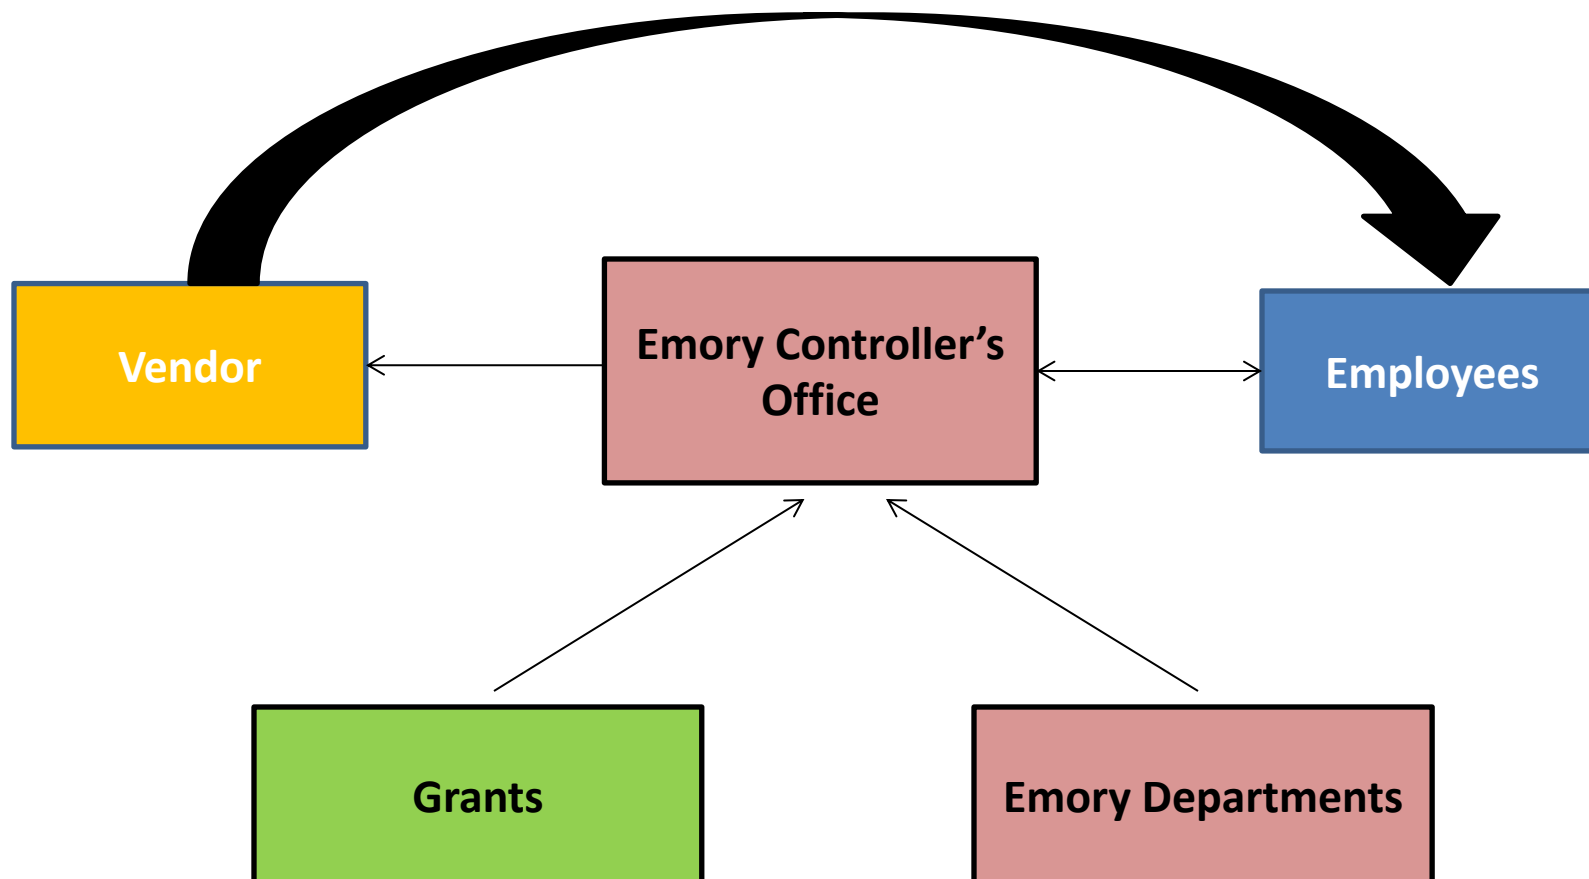 Vendor
Emory Controller’s
Office
Employees
Grants
Emory Departments